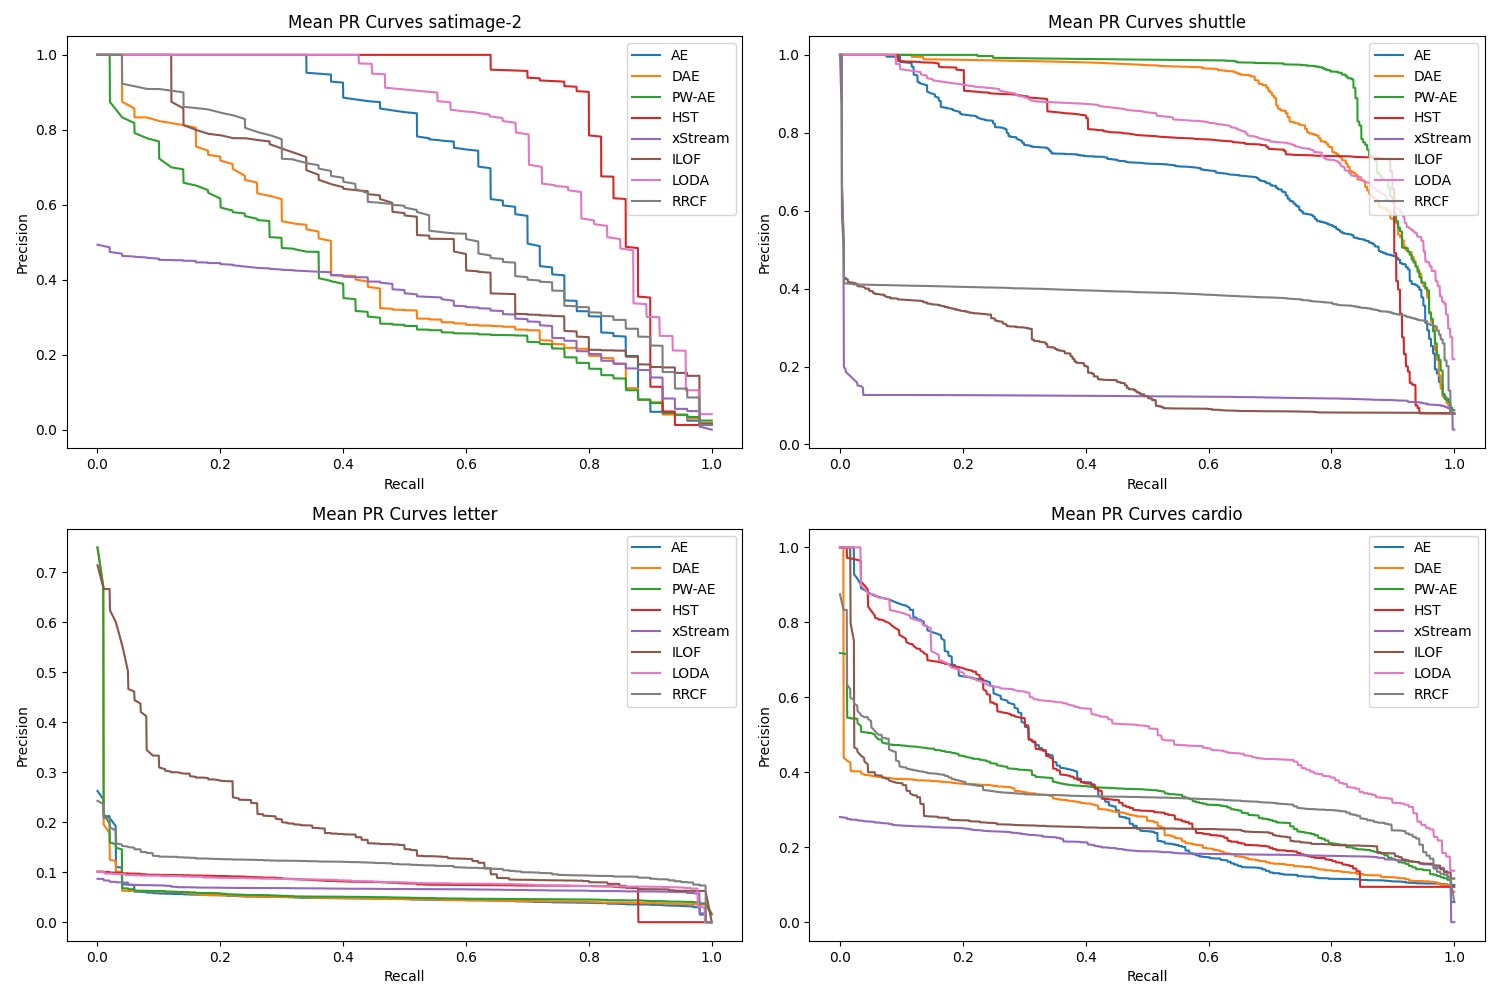 Mean PR Curves satimage-2
1.0
0.8
0.6
0.4
0.2
0.0
Precision
0.0 0.2 0.4 0.6 0.8 1.0
Recall
AE
DAE
PW-AE
HST
xStream
ILOF
LODA
RRCF
Mean PR Curves shuttle
1.0
0.8
0.6
0.4
0.2
0.0
Precision
0.0 0.2 0.4 0.6 0.8 1.0
Recall
AE
DAE
PW-AE
HST
xStream
ILOF
LODA
RRCF
Mean PR Curves letter
0.7
0.6
0.5
0.4
0.3
0.2
0.1
0.0
Precision
0.0 0.2 0.4 0.6 0.8 1.0
Recall
AE
DAE
PW-AE
HST
xStream
ILOF
LODA
RRCF
Mean PR Curves cardio
1.0
0.8
0.6
0.4
0.2
0.0
Precision
0.0 0.2 0.4 0.6 0.8 1.0
Recall
AE
DAE
PW-AE
HST
xStream
ILOF
LODA
RRCF